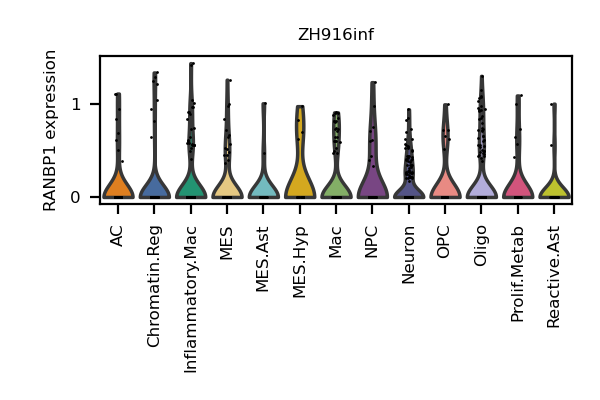 ZH916inf
RANBP1 expression
1
0
AC
Chromatin.Reg
Inflammatory.Mac
MES
MES.Ast
MES.Hyp
Mac
NPC
Neuron
OPC
Oligo
Prolif.Metab
Reactive.Ast